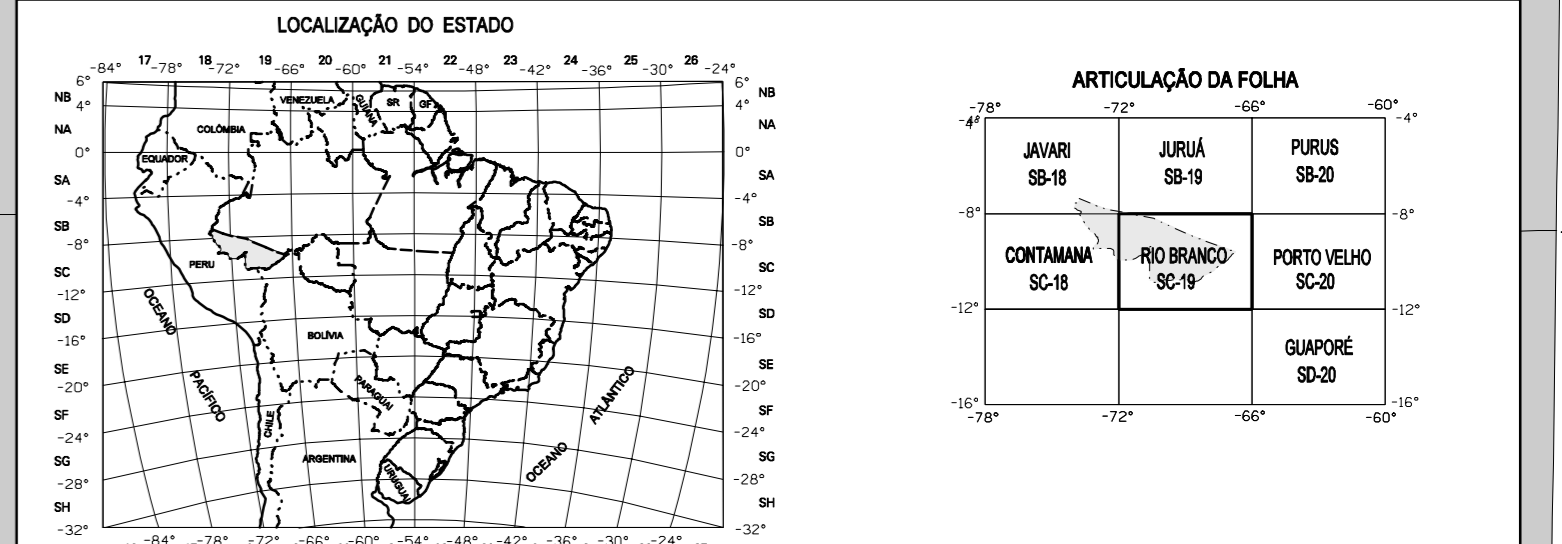 LOCALIZAÇÃO DO ESTADO
17 18 19 20 21 22 23 24 25 26
-84° -78° -72° -66° -60° -54° -48° -42° -36° -30° -24°
6° 6°
NB NB
4° 4°
NA NA
0° 0°
SA SA
-4° -4°
SB SB
-8° -8°
SC SC
-12° -12°
SD SD
-16° -16°
SE SE
-20° -20°
SF SF
-24° -24°
SG SG
-28° -28°
SH SH
-32° -32°
-84° -78° -72° -66° -60° -54° -48° -42° -36° -30° -24°
VENEZUELA
GUIANA
SR
GF
COLÔMBIA
EQUADOR
PERU
BOLÍVIA
PARAGUAI
CHILE
ARGENTINA
URUGUAI
OCEANO
PACÍFICO
OCEANO
ATLÂNTICO
ARTICULAÇÃO DA FOLHA
-78° -72° -66° -60°
-4° -4°
JAVARI
SB-18
JURUÁ
SB-19
PURUS
SB-20
-8° -8°
CONTAMANA
SC-18
RIO BRANCO
SC-19
PORTO VELHO
SC-20
-12° -12°
GUAPORÉ
SD-20
-16° -16°
-78° -72° -66° -60°